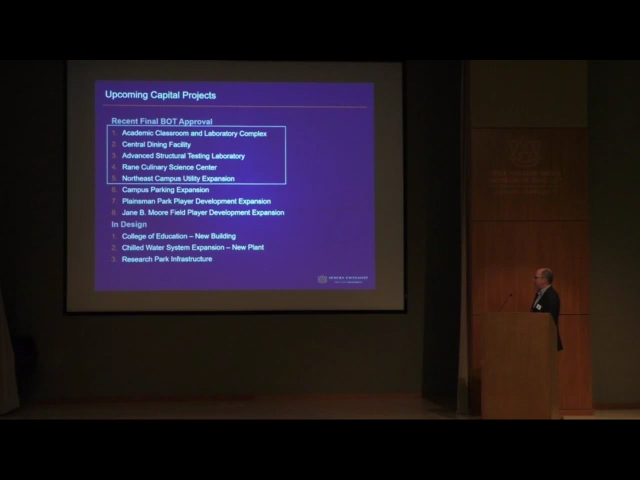 Upcoming Capital Projects
Recent Final BOT Approval
1. Academic Classroom and Laboratory Complex
2. Central Dining Facility
3. Advanced Structural Testing Laboratory
4. Rane Culinary Science Center
5. Northeast Campus Utility Expansion
6. Campus Parking Expansion
7. Plainsman Park Player Development Expansion
8. Jane B. Moore Field Player Development Expansion
In Design
1. College of Education – New Building
2. Chilled Water System Expansion – New Plant
3. Research Park Infrastructure